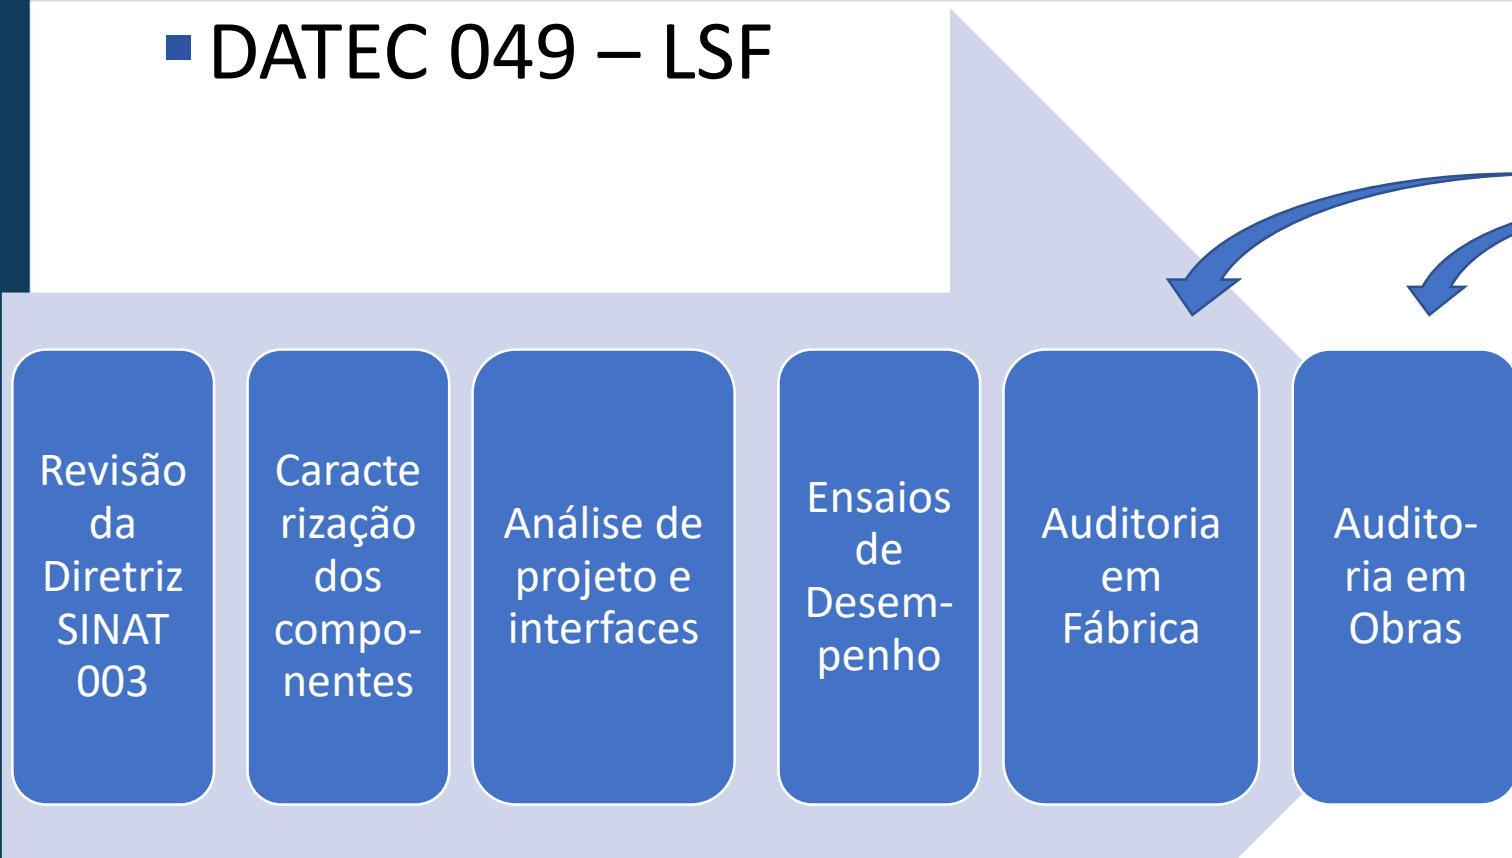 DATEC 049 – LSF
Revisão
da
Diretriz
SINAT
003
Caracte
rização
dos
compo-
nentes
Análise de
projeto e
interfaces
Ensaios
de
Desem-
penho
Auditoria
em
Fábrica
Audito-
ria em
Obras